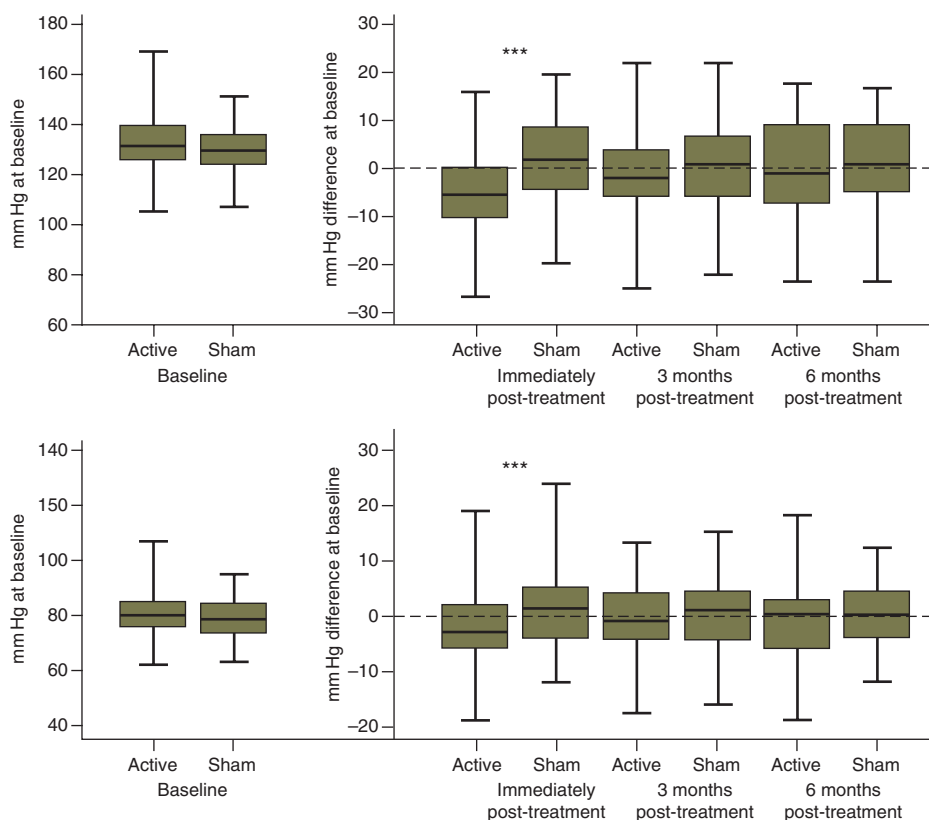 mm Hg at baseline
180
160
140
120
100
80
60
Active Sham
Baseline
mm Hg difference at baseline
30
20
10
0
–10
–20
–30
***
Active Sham Active Sham Active Sham
Immediately 3 months 6 months
post-treatment post-treatment post-treatment
mm Hg at baseline
140
150
100
80
60
40
Active Sham
Baseline
mm Hg difference at baseline
30
20
10
0
–10
–20
***
Active Sham Active Sham Active Sham
Immediately 3 months 6 months
post-treatment post-treatment post-treatment